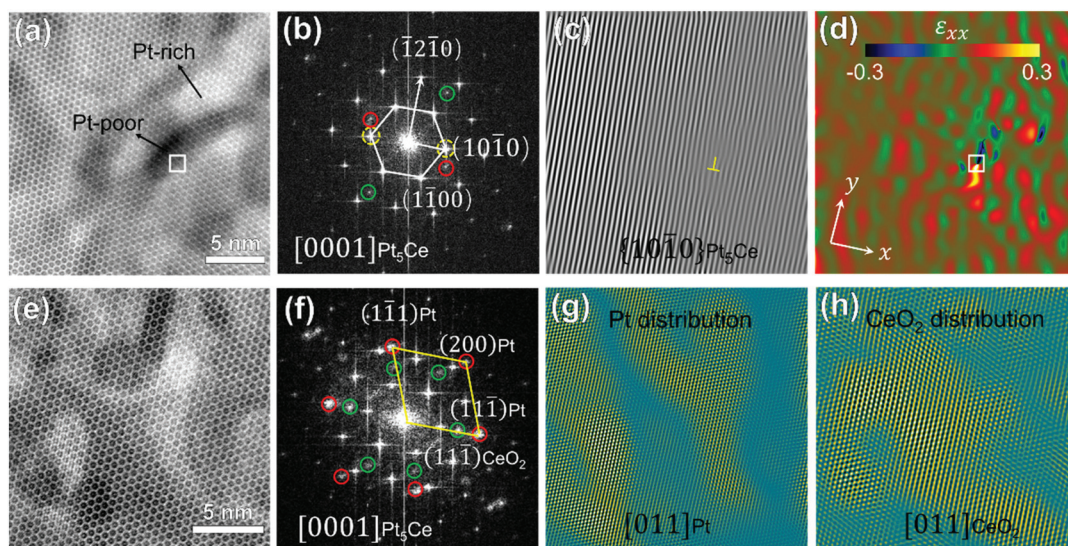 (a)
Pt-rich
Pt-poor
5 nm
(b)
(1̄21̄0)
(101̄0)
(11̄00)
[0001]Pt₅Ce
(c)
{101̄0}Pt₅Ce
(d)
εₓₓ
-0.3 0.3
y
x
(e)
5 nm
(f)
(11̄1)Pt
(200)Pt
(111̄)Pt
(111̄)CeO₂
[0001]Pt₅Ce
(g)
Pt distribution
[011]Pt
(h)
CeO₂ distribution
[011]CeO₂